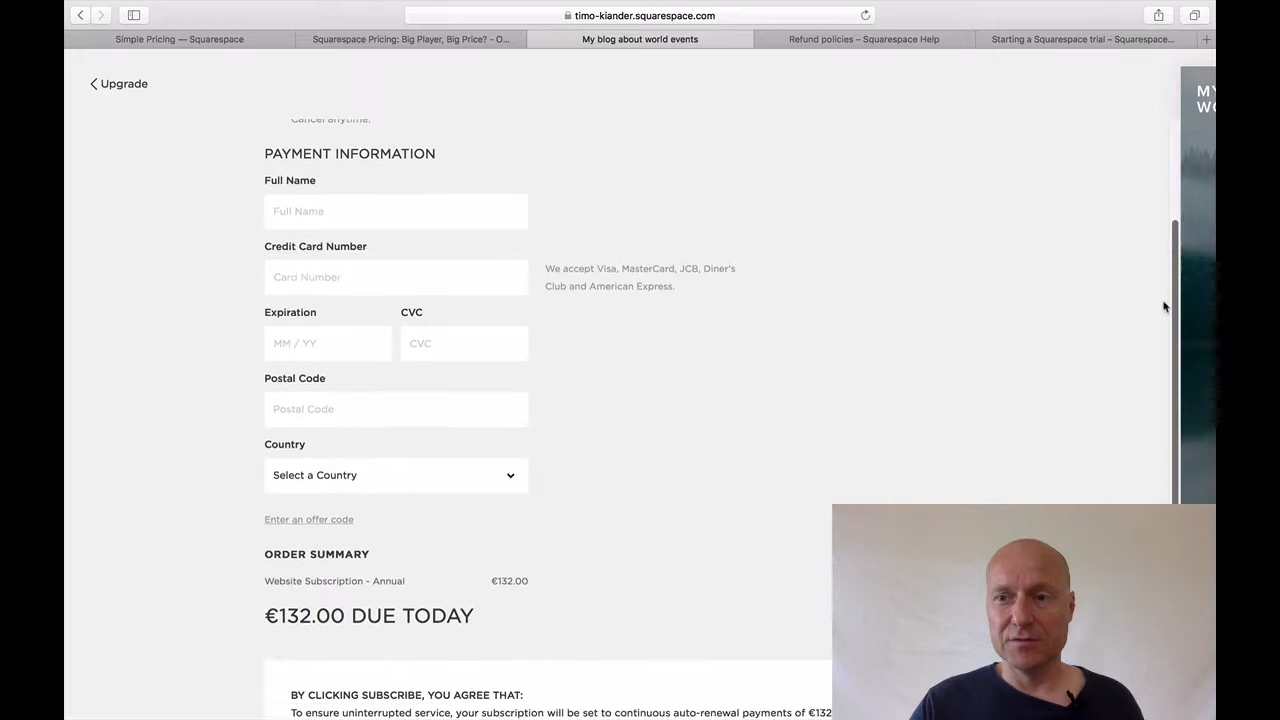 timo-kiander.squarespace.com
Simple Pricing — Squarespace
Squarespace Pricing: Big Player, Big Price? - O...
My blog about world events
Refund policies – Squarespace Help
Starting a Squarespace trial – Squarespace...
Upgrade
MY
WO
Cancel anytime.
PAYMENT INFORMATION
Full Name
Full Name
Credit Card Number
Card Number
We accept Visa, MasterCard, JCB, Diner's
Club and American Express.
Expiration
CVC
MM / YY
CVC
Postal Code
Postal Code
Country
Select a Country
Enter an offer code
ORDER SUMMARY
Website Subscription - Annual
€132.00
€132.00 DUE TODAY
BY CLICKING SUBSCRIBE, YOU AGREE THAT:
To ensure uninterrupted service, your subscription will be set to continuous auto-renewal payments of €132